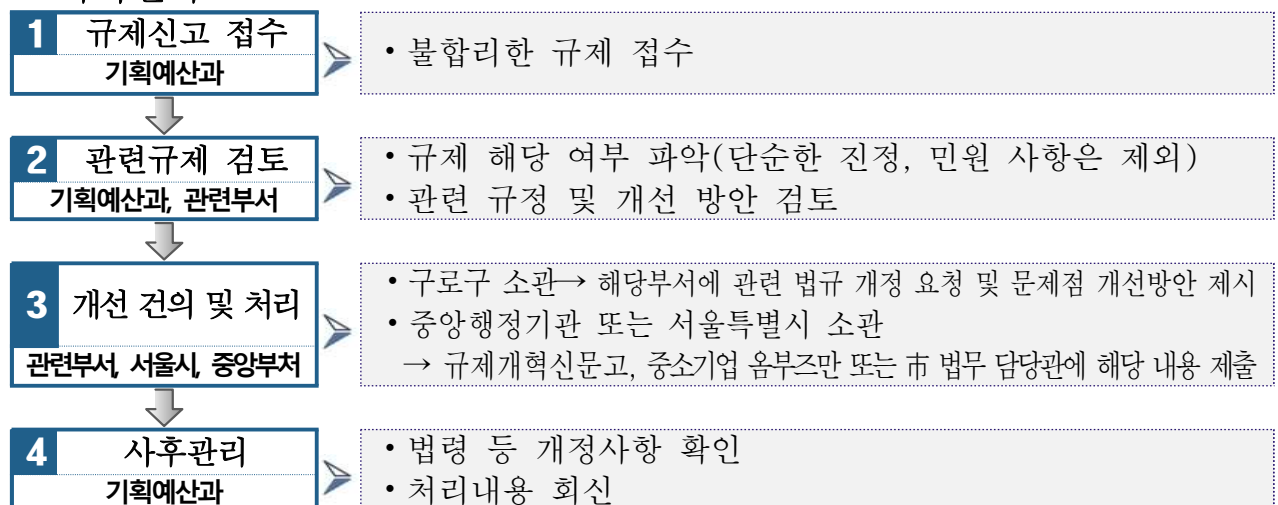 1 규제신고 접수
기획예산과
• 불합리한 규제 접수
2 관련규제 검토
기획예산과, 관련부서
• 규제 해당 여부 파악(단순한 진정, 민원 사항은 제외)
• 관련 규정 및 개선 방안 검토
3 개선 건의 및 처리
관련부서, 서울시, 중앙부처
• 구로구 소관→ 해당부서에 관련 법규 개정 요청 및 문제점 개선방안 제시
• 중앙행정기관 또는 서울특별시 소관
→ 규제개혁신문고, 중소기업 옴부즈만 또는 市 법무 담당관에 해당 내용 제출
4 사후관리
기획예산과
• 법령 등 개정사항 확인
• 처리내용 회신